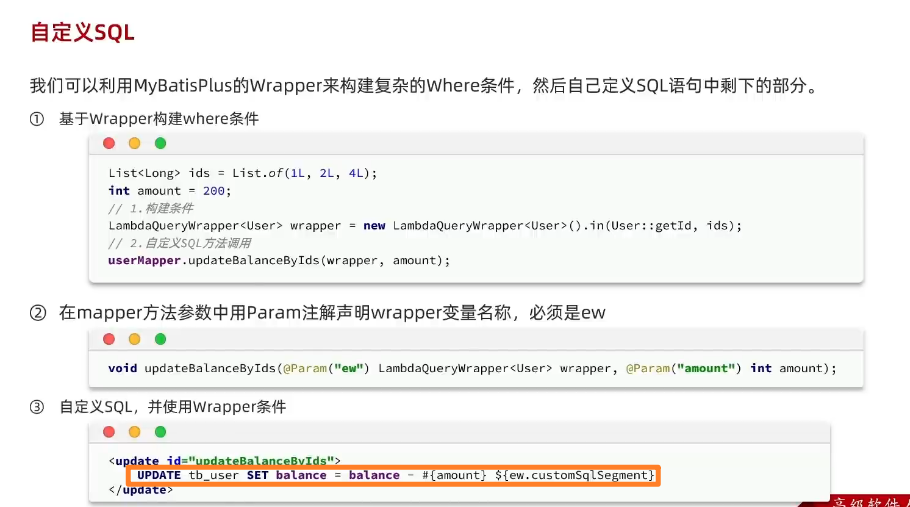 自定义SQL
我们可以利用MyBatisPlus的Wrapper来构建复杂的Where条件，然后自己定义SQL语句中剩下的部分。
① 基于Wrapper构建where条件
List<Long> ids = List.of(1L, 2L, 4L);
int amount = 200;
// 1.构建条件
LambdaQueryWrapper<User> wrapper = new LambdaQueryWrapper<User>().in(User::getId, ids);
// 2.自定义SQL方法调用
userMapper.updateBalanceByIds(wrapper, amount);
② 在mapper方法参数中用Param注解声明wrapper变量名称，必须是ew
void updateBalanceByIds(@Param("ew") LambdaQueryWrapper<User> wrapper, @Param("amount") int amount);
③ 自定义SQL，并使用Wrapper条件
<update id="updateBalanceByIds">
UPDATE tb_user SET balance = balance - #{amount} ${ew.customSqlSegment}
</update>
高级软件人